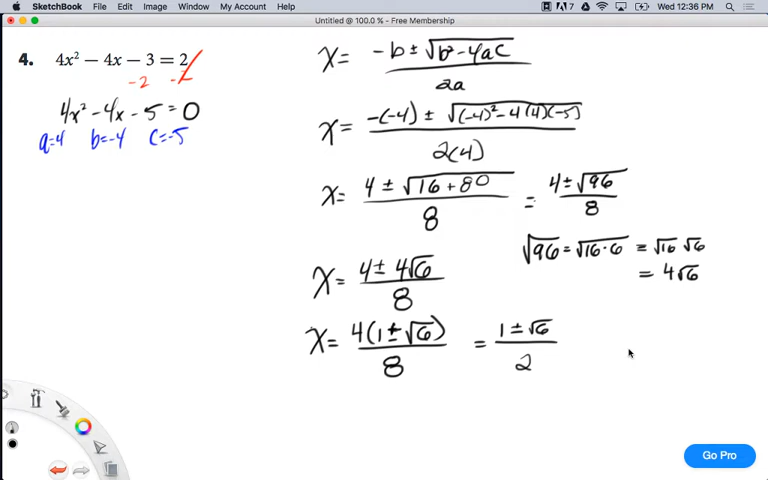 SketchBook File Edit Image Window My Account Help 7 Wed 12:36 PM
Untitled @ 100.0 % - Free Membership
4. 4x² − 4x − 3 = 2
-2 -2
4x² - 4x - 5 = 0
a=4 b=-4 c=-5
x = (-b ± √(b² - 4ac)) / 2a
x = (-(-4) ± √((-4)² - 4(4)(-5))) / 2(4)
x = (4 ± √(16 + 80)) / 8 = (4 ± √96) / 8
√96 = √(16 · 6) = √16 √6
= 4√6
x = (4 ± 4√6) / 8
x = 4(1 ± √6) / 8 = (1 ± √6) / 2
Go Pro